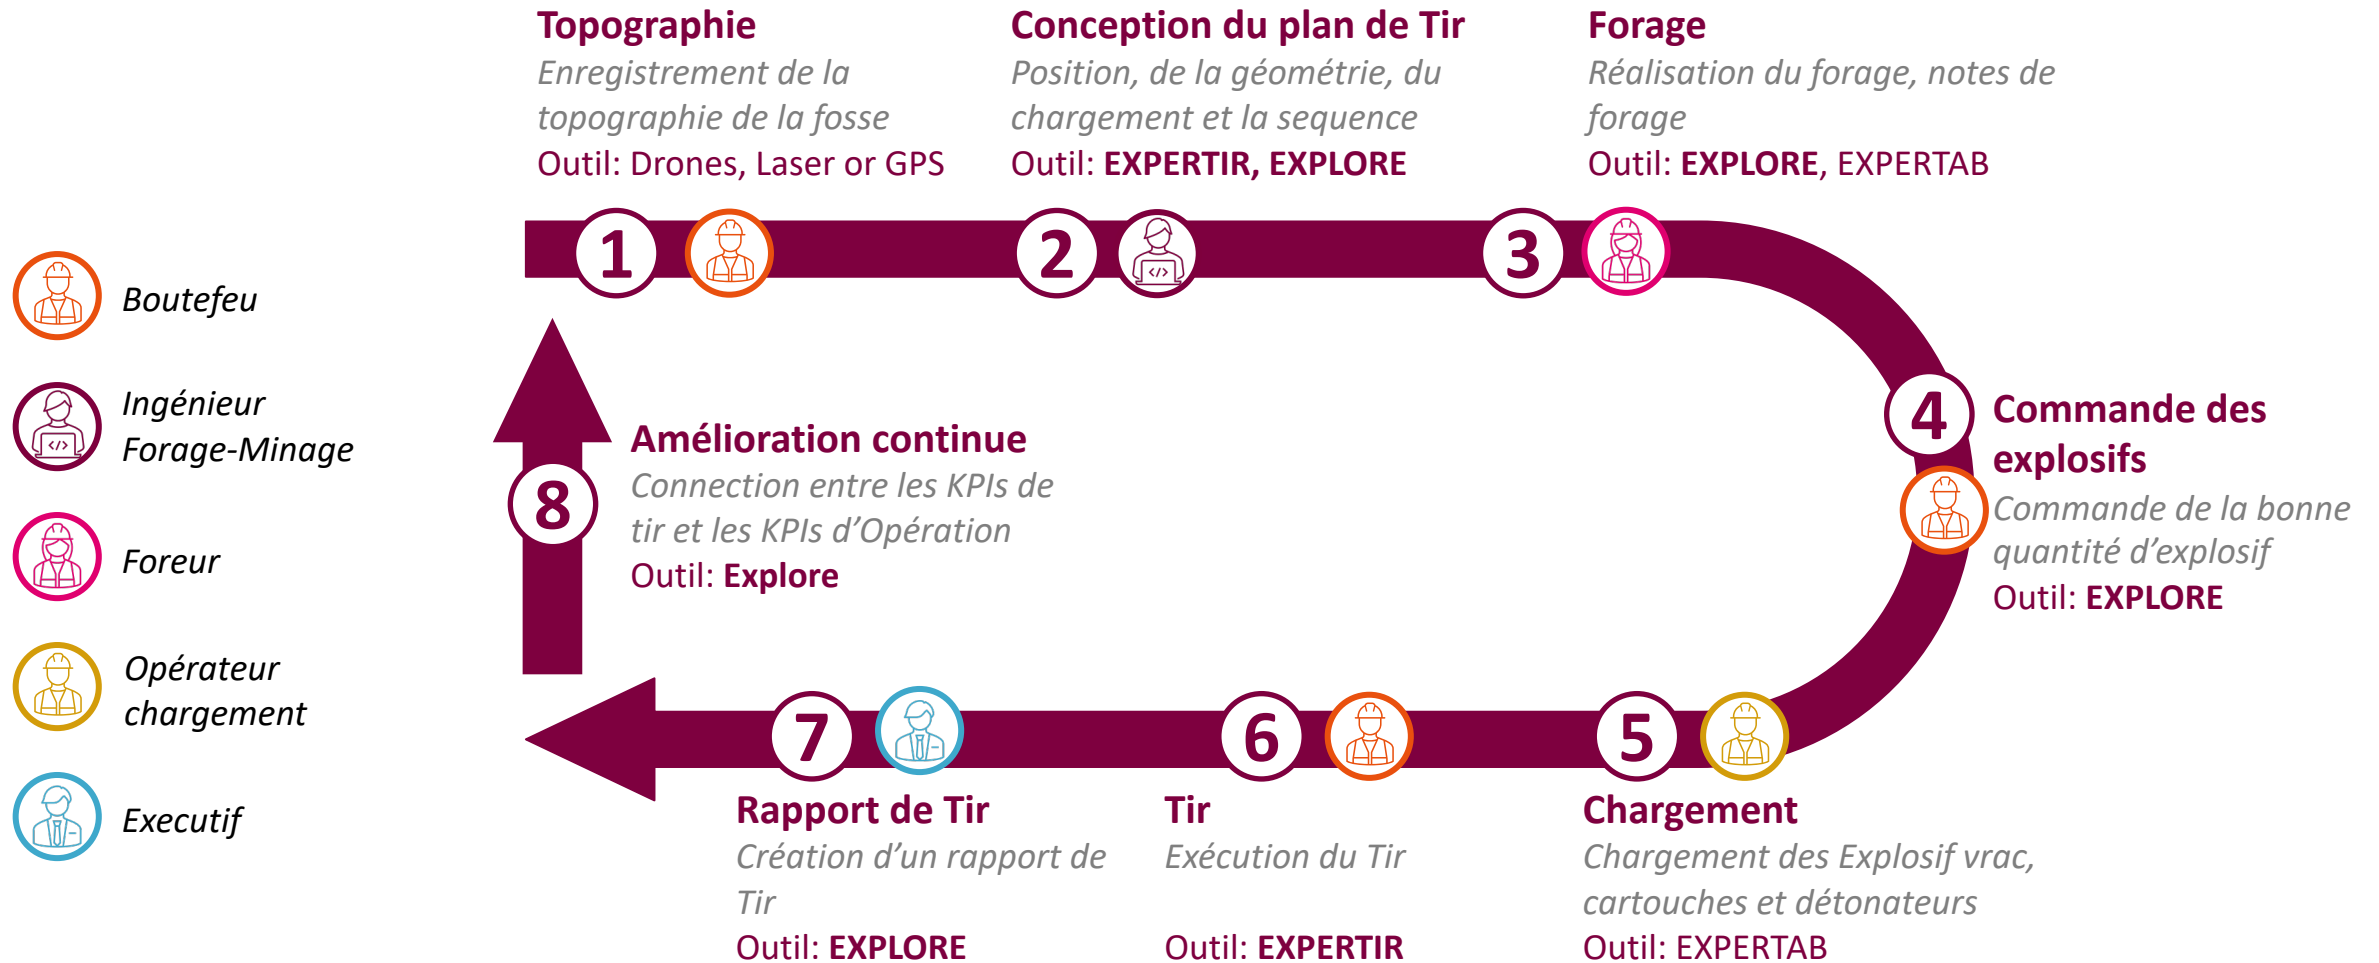 Topographie
Enregistrement de la
topographie de la fosse
Outil: Drones, Laser or GPS
Conception du plan de Tir
Position, de la géométrie, du
chargement et la sequence
Outil: EXPERTIR, EXPLORE
Forage
Réalisation du forage, notes de
forage
Outil: EXPLORE, EXPERTAB
1
2
</>
3
Boutefeu
Ingénieur
Forage-Minage
</>
Foreur
Opérateur
chargement
Executif
8
Amélioration continue
Connection entre les KPIs de
tir et les KPIs d’Opération
Outil: Explore
4
Commande des
explosifs
Commande de la bonne
quantité d’explosif
Outil: EXPLORE
7
6
5
Rapport de Tir
Création d’un rapport de
Tir
Outil: EXPLORE
Tir
Exécution du Tir
Outil: EXPERTIR
Chargement
Chargement des Explosif vrac,
cartouches et détonateurs
Outil: EXPERTAB